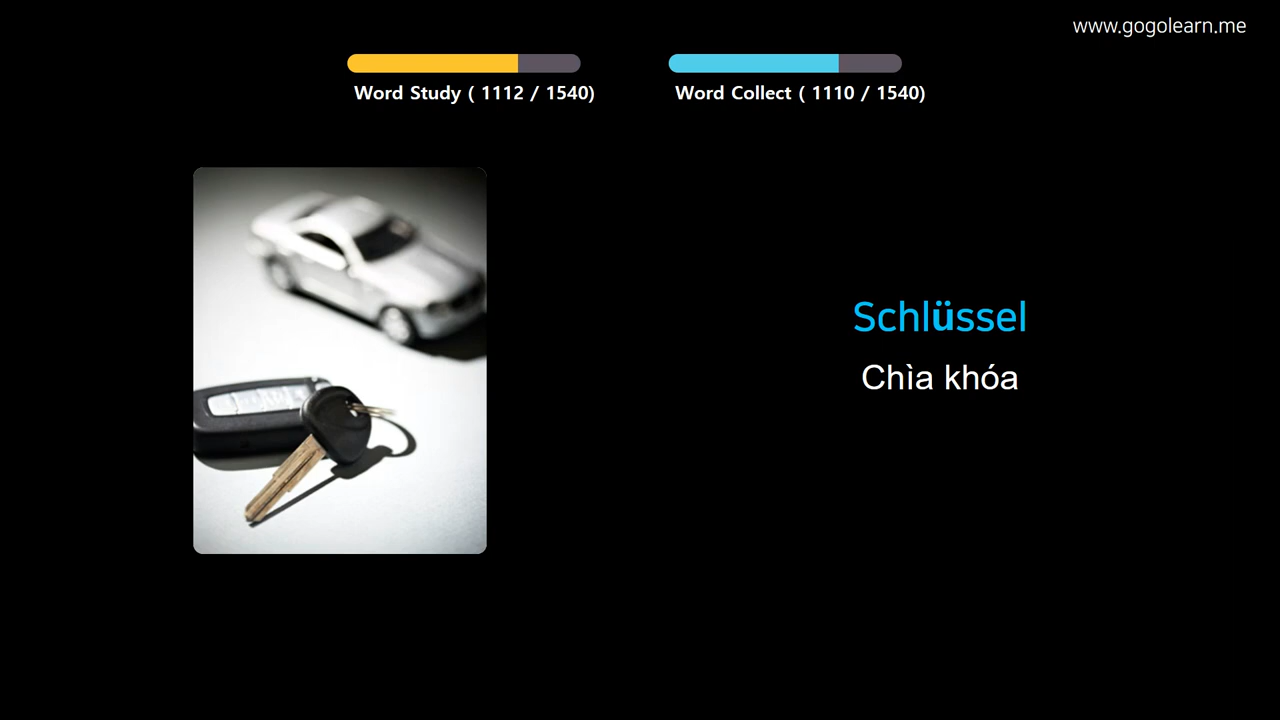 www.gogolearn.me
Word Study ( 1112 / 1540)
Word Collect ( 1110 / 1540)
Schlüssel
Chìa khóa